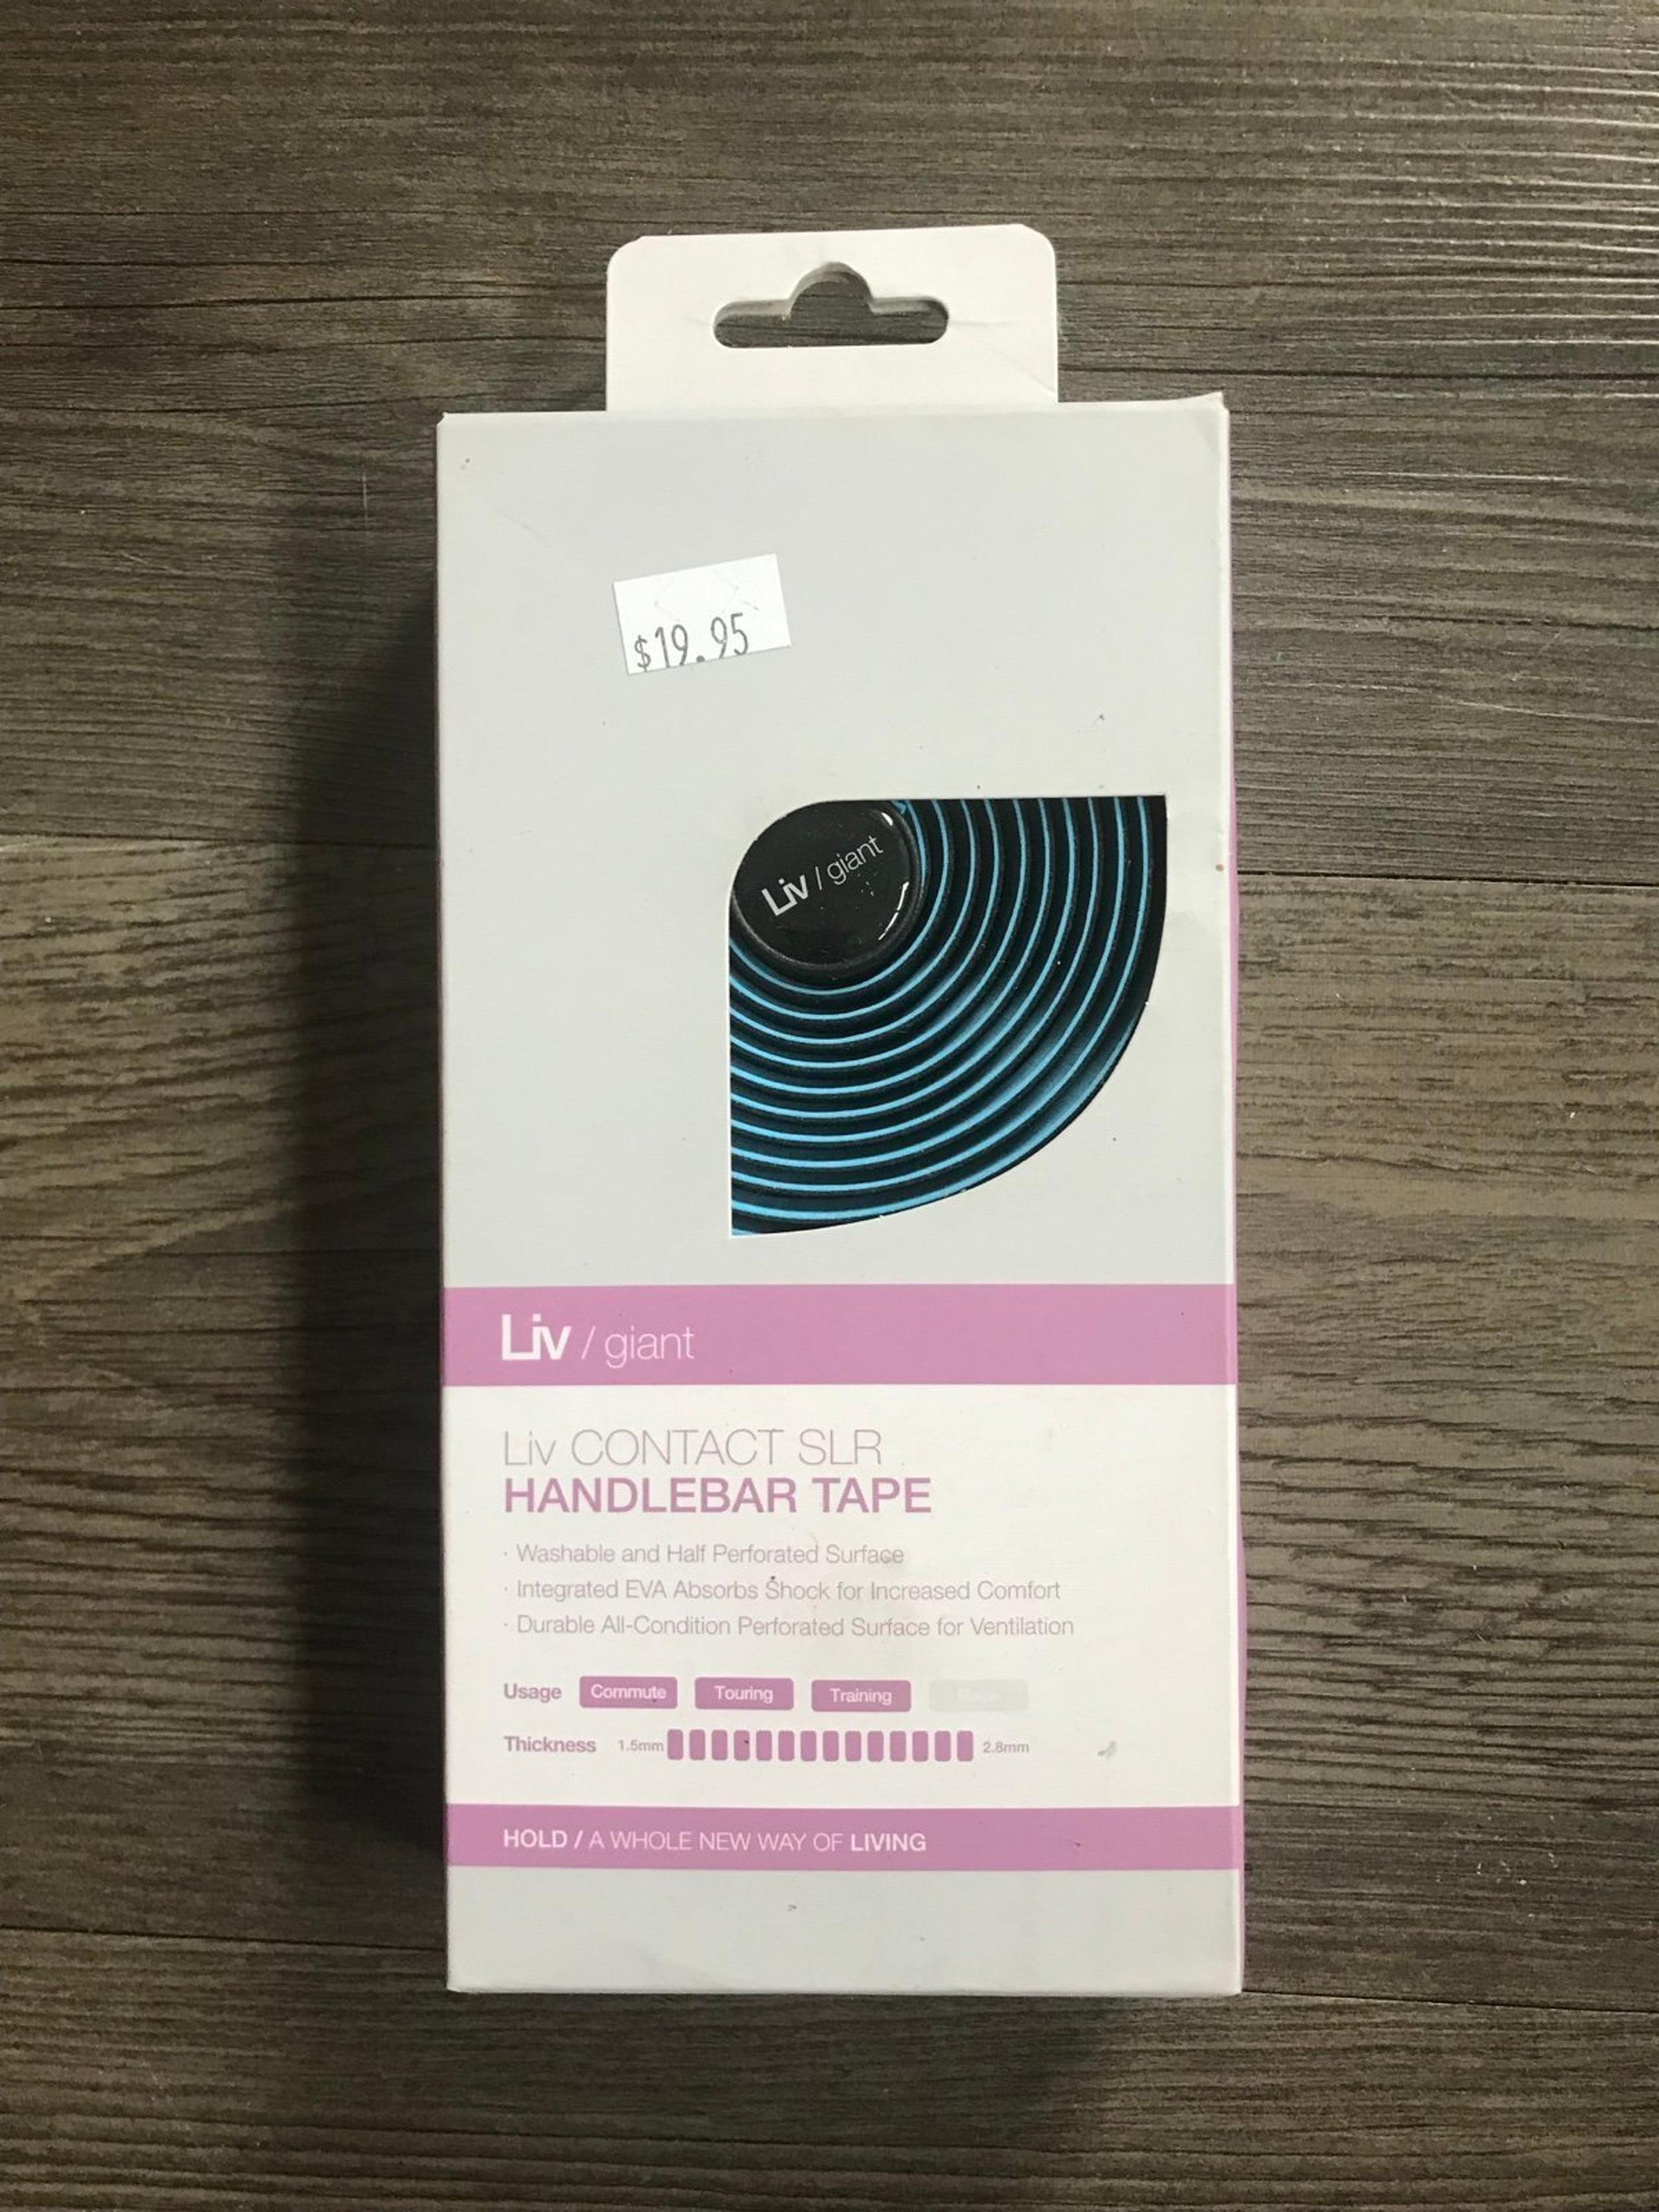 $19.95
Liv / giant
Liv / giant
Liv CONTACT SLR
HANDLEBAR TAPE
· Washable and Half Perforated Surface
· Integrated EVA Absorbs Shock for Increased Comfort
· Durable All-Condition Perforated Surface for Ventilation
Usage Commute Touring Training
Thickness 1.5mm 2.8mm
HOLD / A WHOLE NEW WAY OF LIVING